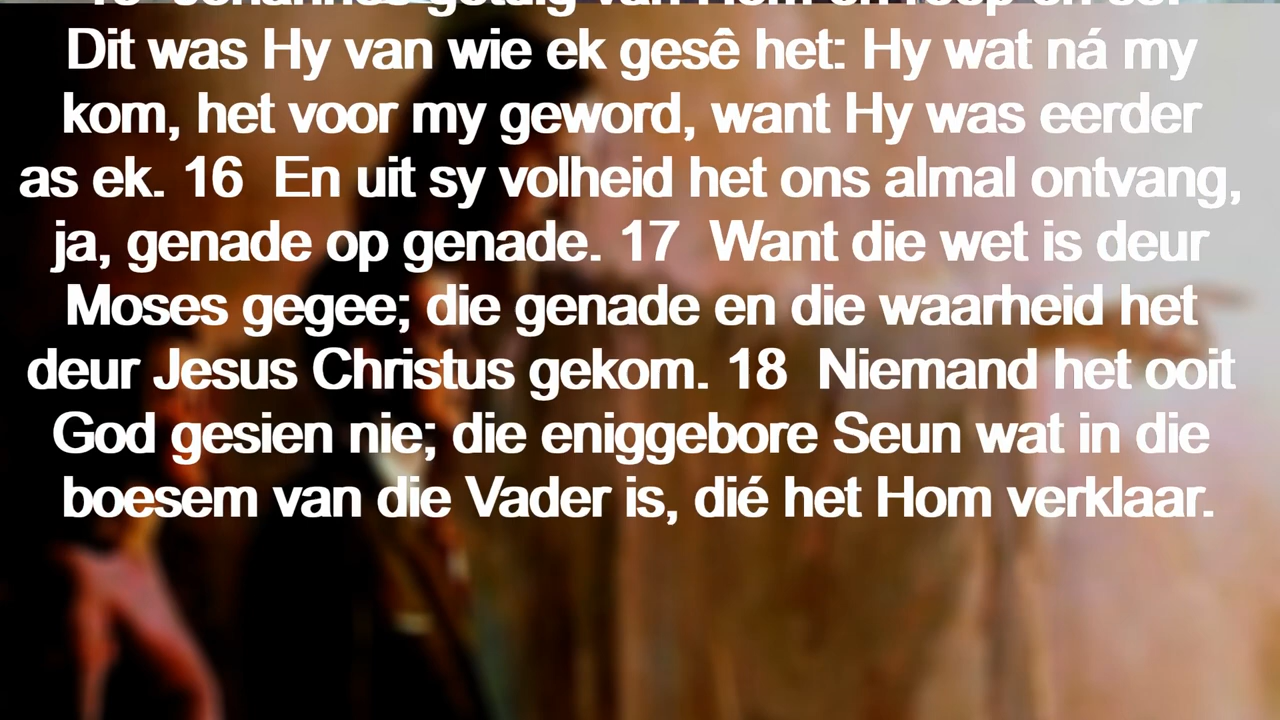 Dit was Hy van wie ek gesê het: Hy wat ná my
kom, het voor my geword, want Hy was eerder
as ek. 16 En uit sy volheid het ons almal ontvang,
ja, genade op genade. 17 Want die wet is deur
Moses gegee; die genade en die waarheid het
deur Jesus Christus gekom. 18 Niemand het ooit
God gesien nie; die eniggebore Seun wat in die
boesem van die Vader is, dié het Hom verklaar.